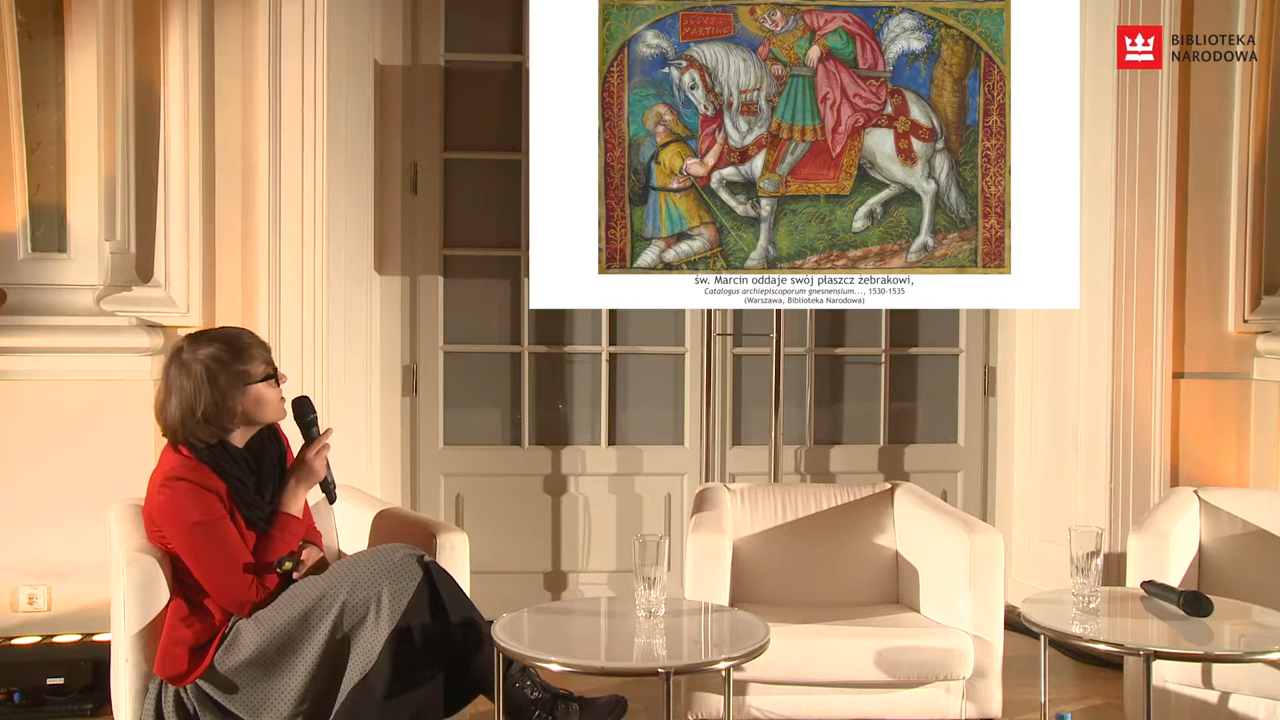 BIBLIOTEKA
NARODOWA
św. Marcin oddaje swój płaszcz żebrakowi,
Catalogus archiepiscoporum gnesnensium..., 1530-1535
(Warszawa, Biblioteka Narodowa)